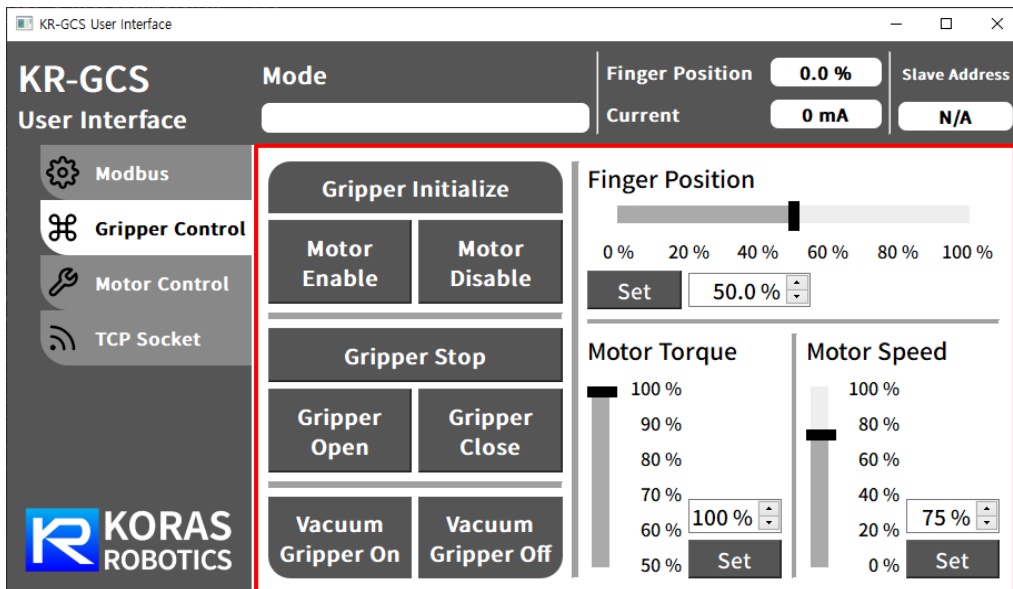 KR-GCS User Interface
KR-GCS
User Interface
Mode
Finger Position
0.0 %
Current
0 mA
Slave Address
N/A
Modbus
Gripper Control
Motor Control
TCP Socket
KORAS
ROBOTICS
Gripper Initialize
Motor
Enable
Motor
Disable
Gripper Stop
Gripper
Open
Gripper
Close
Vacuum
Gripper On
Vacuum
Gripper Off
Finger Position
0 % 20 % 40 % 60 % 80 % 100 %
Set
50.0 %
Motor Torque
100 %
90 %
80 %
70 %
60 %
50 %
100 %
Set
Motor Speed
100 %
80 %
60 %
40 %
20 %
0 %
75 %
Set